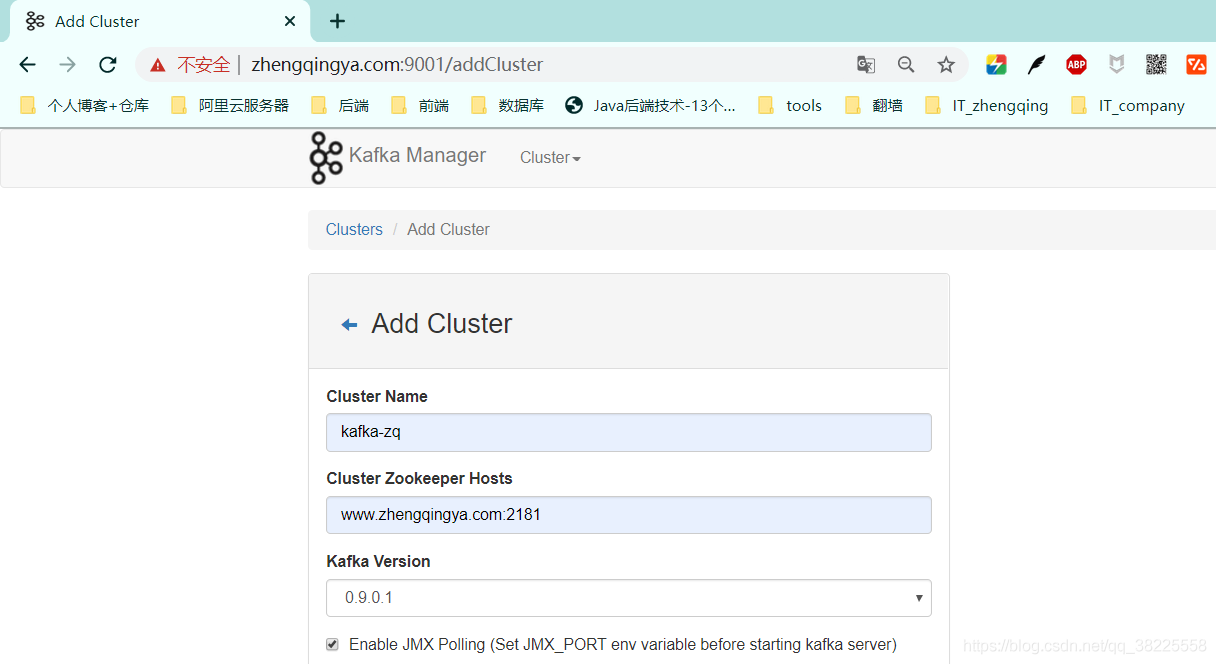 Add Cluster
不安全 | zhengqingya.com:9001/addCluster
个人博客+仓库 阿里云服务器 后端 前端 数据库 Java后端技术-13个... tools 翻墙 IT_zhengqing IT_company
Kafka Manager Cluster
Clusters / Add Cluster
Add Cluster
Cluster Name
kafka-zq
Cluster Zookeeper Hosts
www.zhengqingya.com:2181
Kafka Version
0.9.0.1
Enable JMX Polling (Set JMX_PORT env variable before starting kafka server)
https://blog.csdn.net/qq_38225558